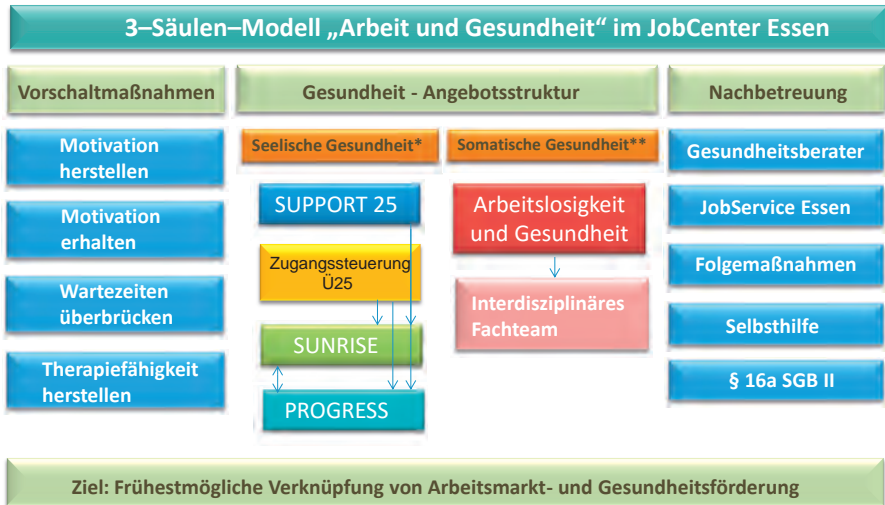 3–Säulen–Modell „Arbeit und Gesundheit“ im JobCenter Essen
Vorschaltmaßnahmen
Motivation
herstellen
Motivation
erhalten
Wartezeiten
überbrücken
Therapiefähigkeit
herstellen
Gesundheit - Angebotsstruktur
Seelische Gesundheit*
SUPPORT 25
Zugangssteuerung
Ü25
SUNRISE
PROGRESS
Somatische Gesundheit**
Arbeitslosigkeit
und Gesundheit
Interdisziplinäres
Fachteam
Nachbetreuung
Gesundheitsberater
JobService Essen
Folgemaßnahmen
Selbsthilfe
§ 16a SGB II
Ziel: Frühestmögliche Verknüpfung von Arbeitsmarkt- und Gesundheitsförderung